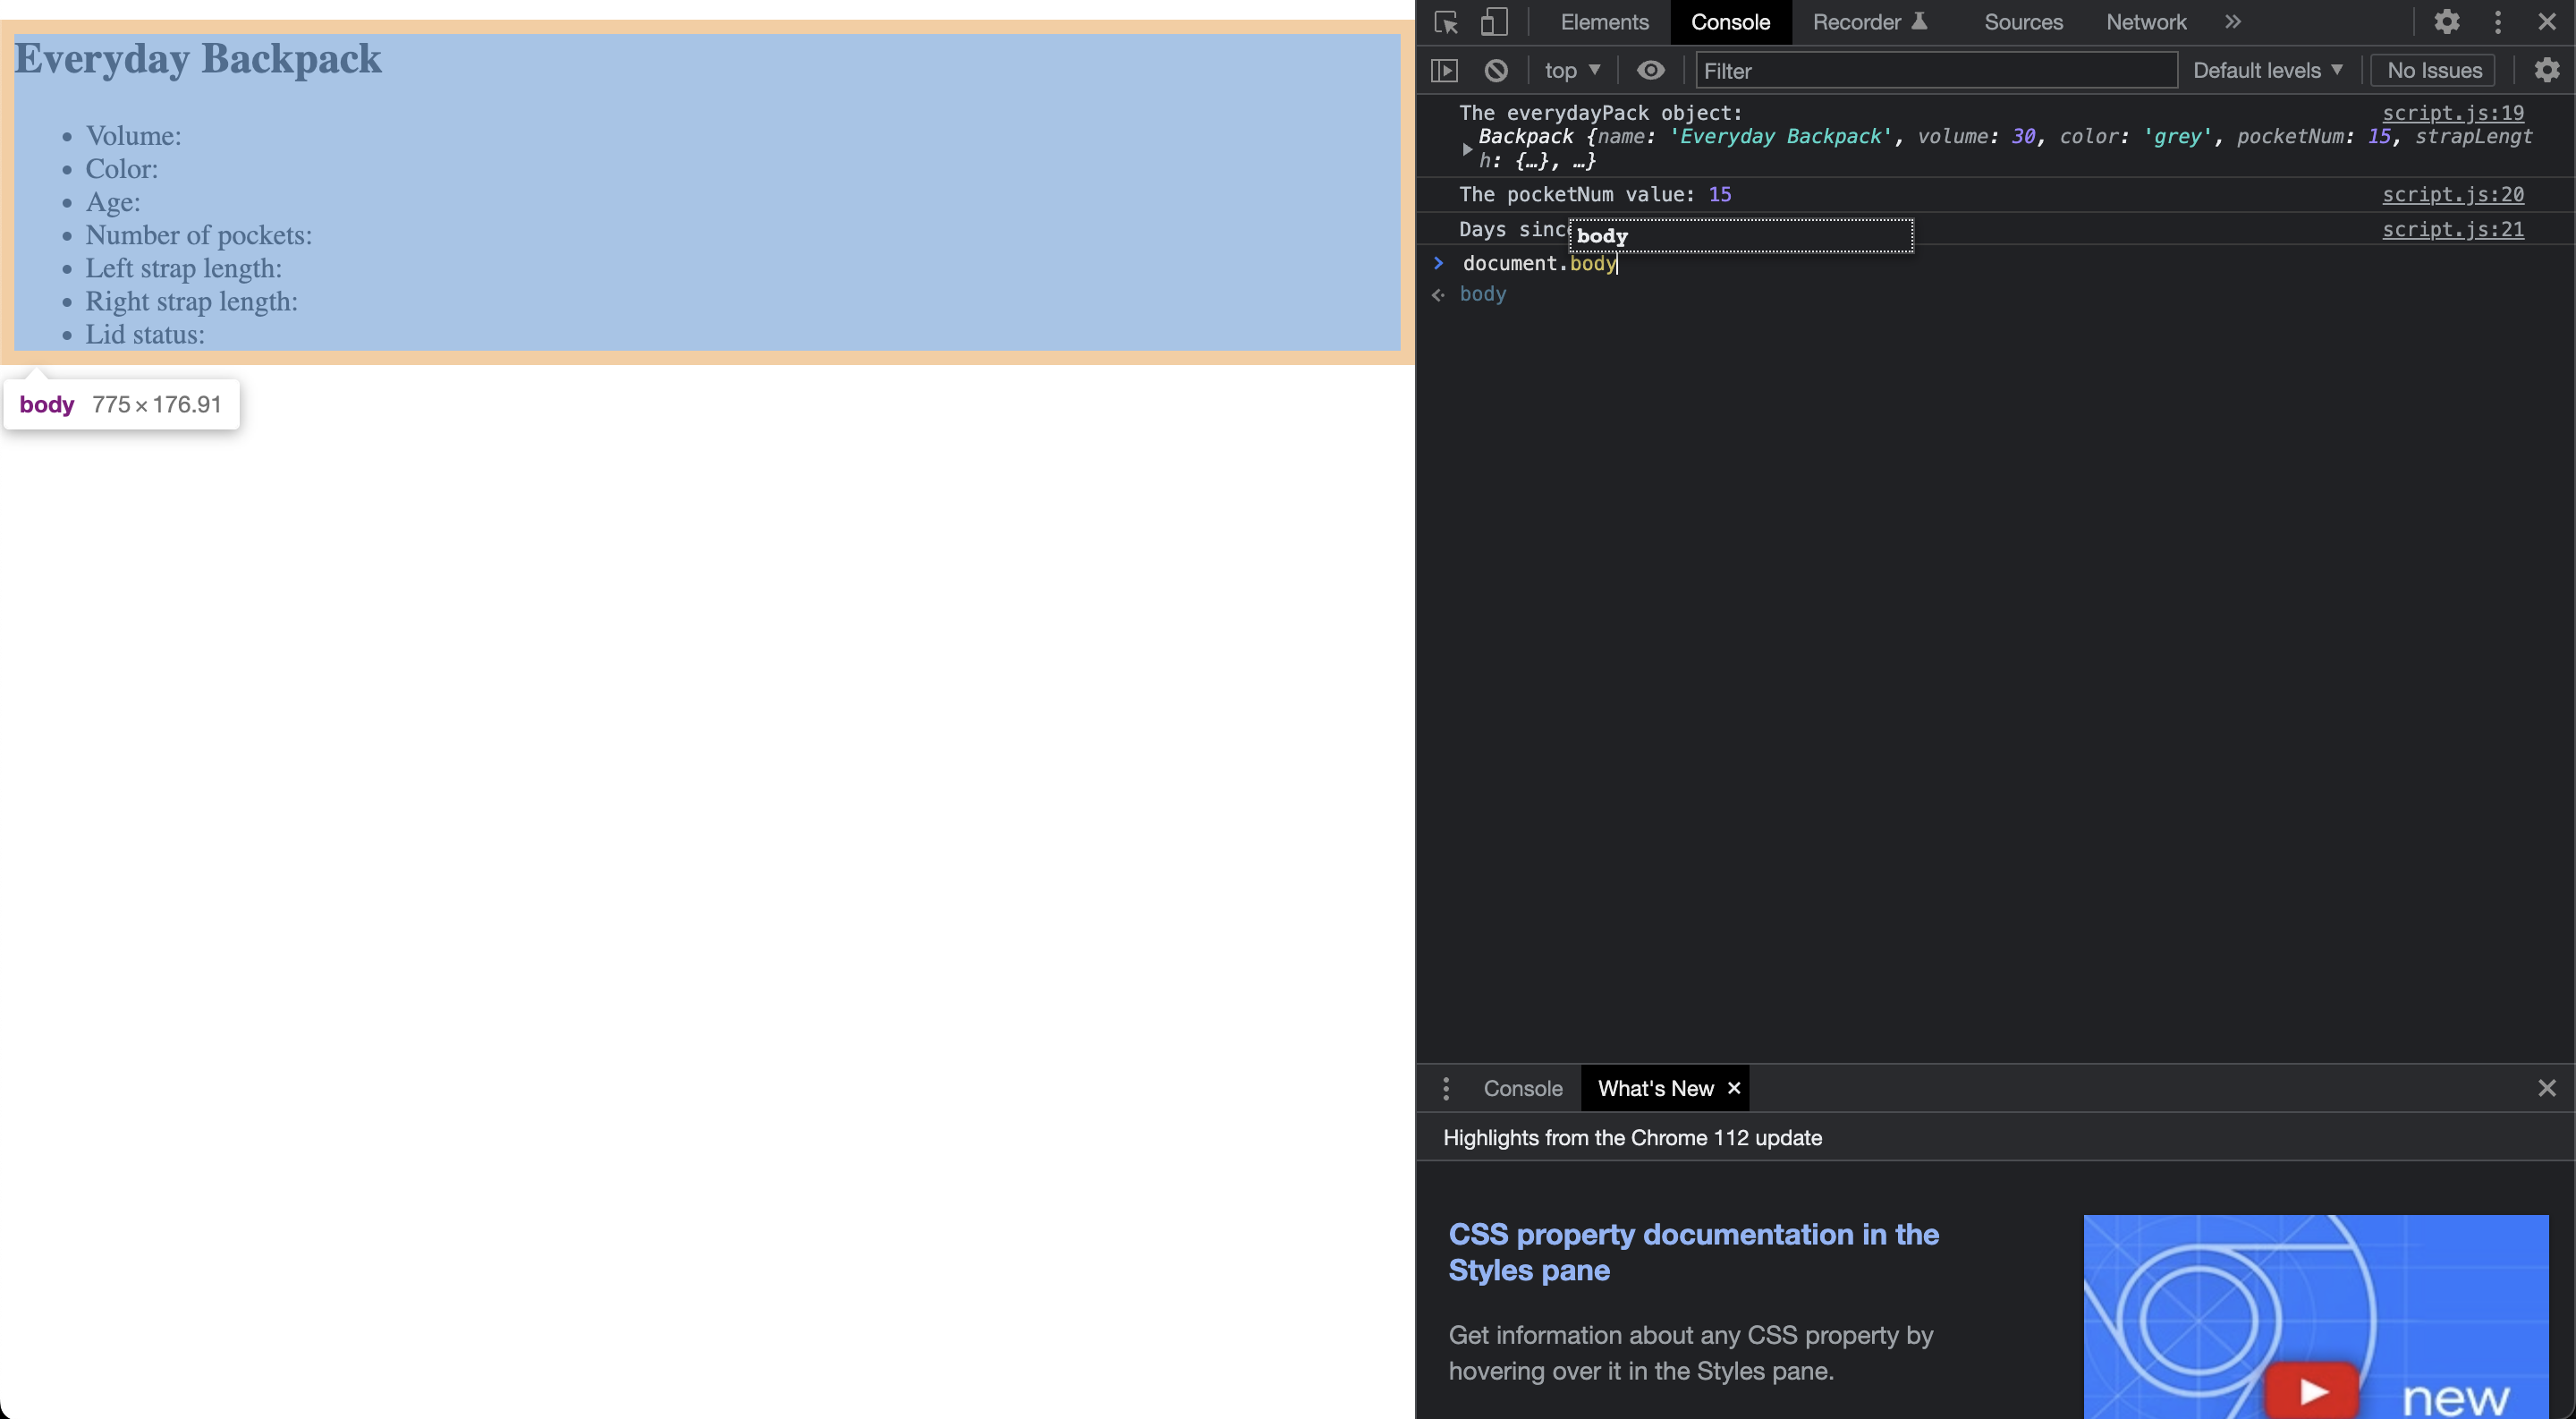 Everyday Backpack
Volume:
Color:
Age:
Number of pockets:
Left strap length:
Right strap length:
Lid status:
body 775 × 176.91
Elements Console Recorder Sources Network
top Filter Default levels No Issues
The everydayPack object: script.js:19
Backpack {name: 'Everyday Backpack', volume: 30, color: 'grey', pocketNum: 15, strapLengt
h: {…}, …}
The pocketNum value: 15 script.js:20
Days sinc script.js:21
body
document.body
body
Console What's New
Highlights from the Chrome 112 update
CSS property documentation in the
Styles pane
Get information about any CSS property by
hovering over it in the Styles pane.
new